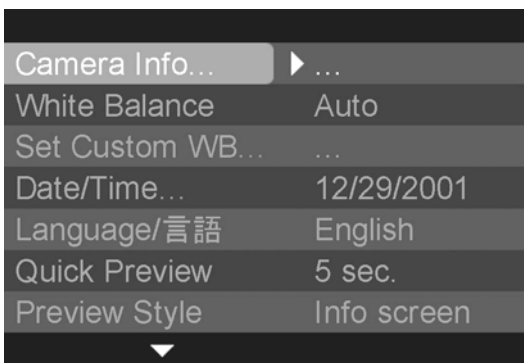 Camera Info... ...
White Balance Auto
Set Custom WB... ...
Date/Time... 12/29/2001
Language/言語 English
Quick Preview 5 sec.
Preview Style Info screen